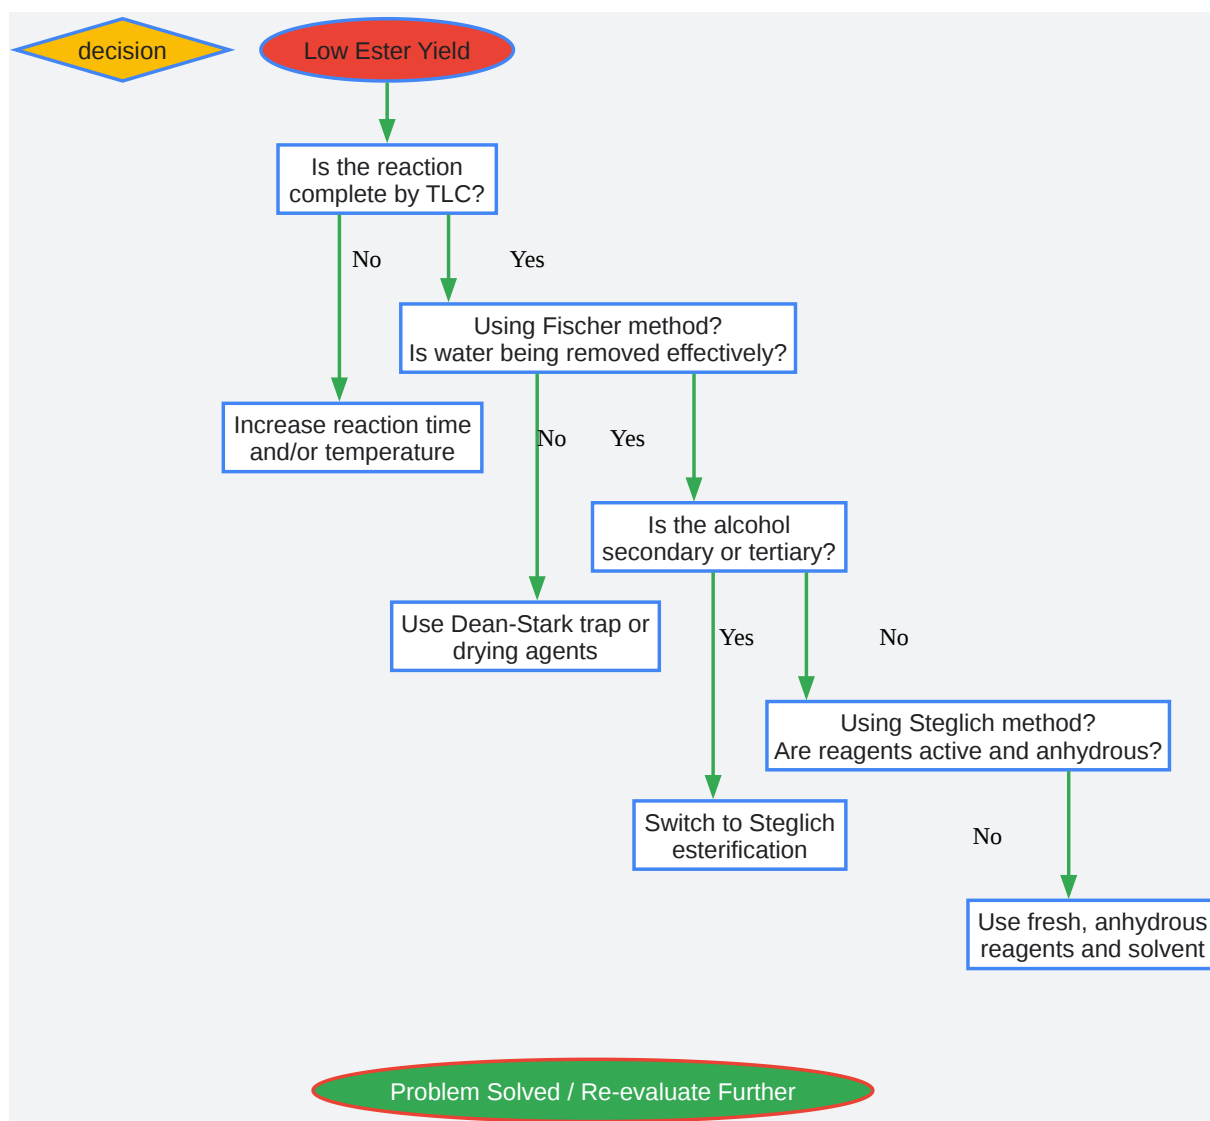 decision
Low Ester Yield
Is the reaction
complete by TLC?
No
Yes
Using Fischer method?
Is water being removed effectively?
Increase reaction time
and/or temperature
No
Yes
Is the alcohol
secondary or tertiary?
Use Dean-Stark trap or
drying agents
Yes
No
Using Steglich method?
Are reagents active and anhydrous?
Switch to Steglich
esterification
No
Use fresh, anhydrous
reagents and solvent
Problem Solved / Re-evaluate Further